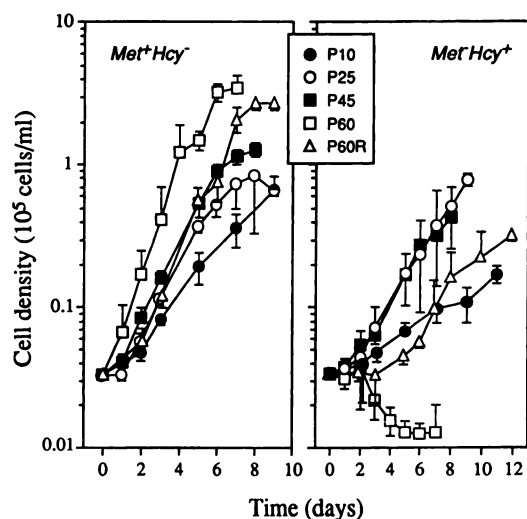 Met⁺Hcy⁻
Met⁻Hcy⁺
P10
P25
P45
P60
P60R
Cell density (10⁵ cells/ml)
10
1
0.1
0.01
0 2 4 6 8 10
0 2 4 6 8 10 12
Time (days)